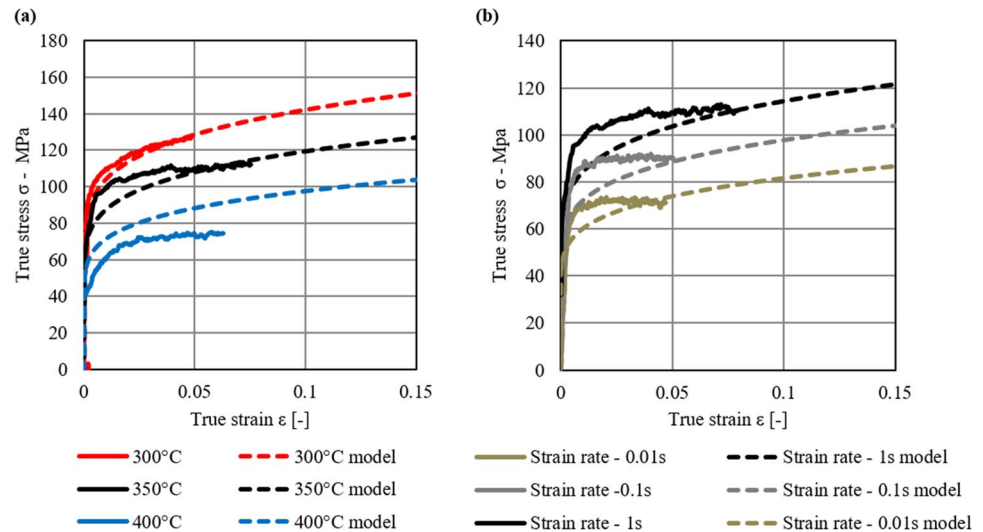 (a)
180
160
140
120
100
80
60
40
20
0
True stress σ - MPa
0 0.05 0.1 0.15
True strain ε [-]
300°C 300°C model
350°C 350°C model
400°C 400°C model
(b)
140
120
100
80
60
40
20
0
True stress σ - Mpa
0 0.05 0.1 0.15
True strain ε [-]
Strain rate - 0.01s Strain rate - 1s model
Strain rate -0.1s Strain rate - 0.1s model
Strain rate - 1s Strain rate - 0.01s model